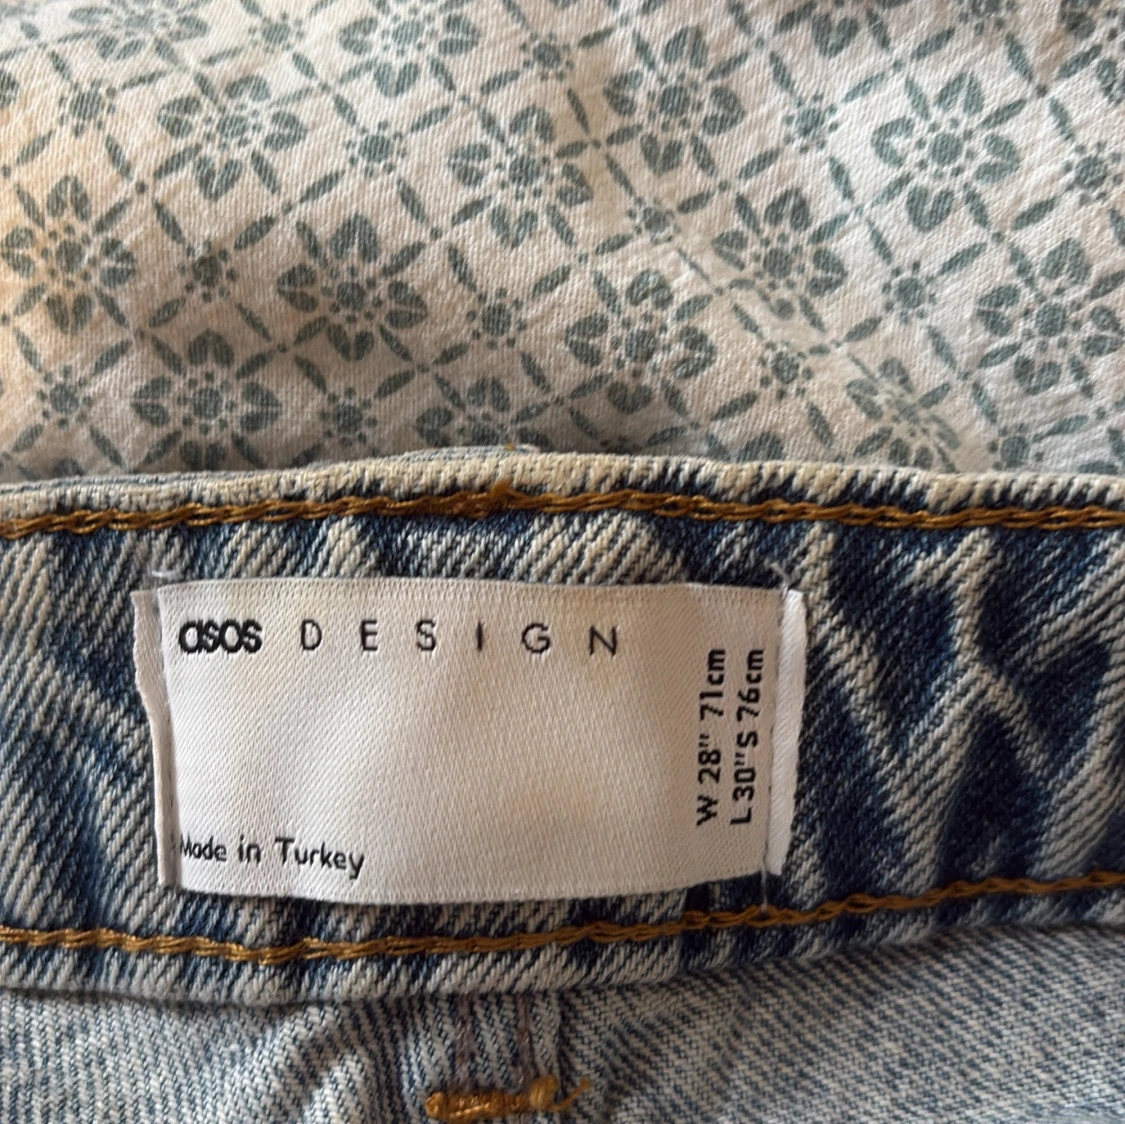 asos DESIGN
W 28" 71cm
L 30"S 76cm
Made in Turkey